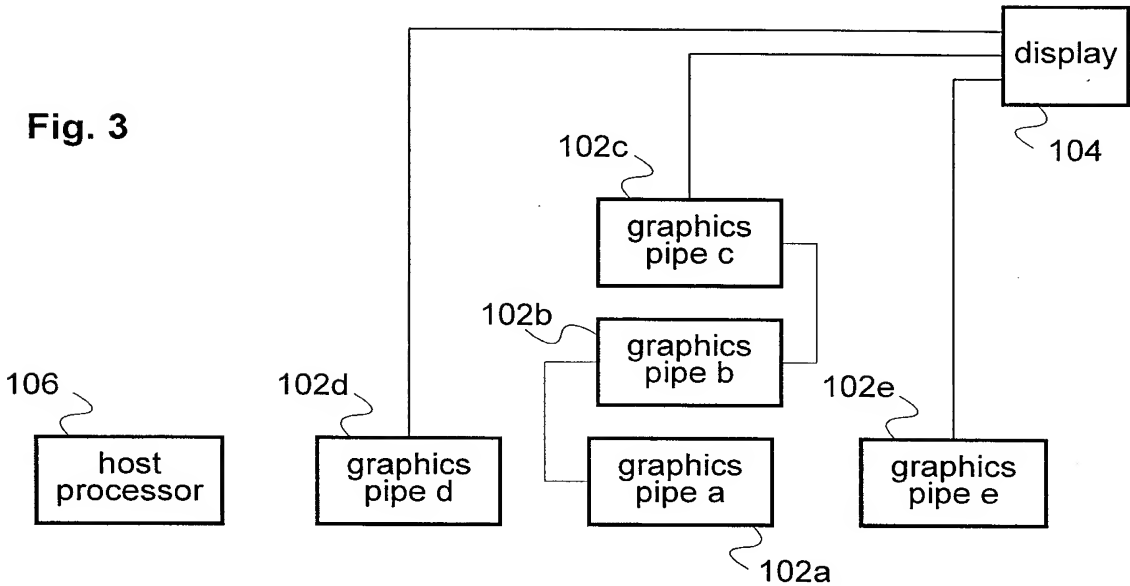 display
Fig. 3
104
102c
graphics
pipe c
102b
graphics
pipe b
106
102d
102e
host
processor
graphics
pipe d
graphics
pipe a
graphics
pipe e
102a